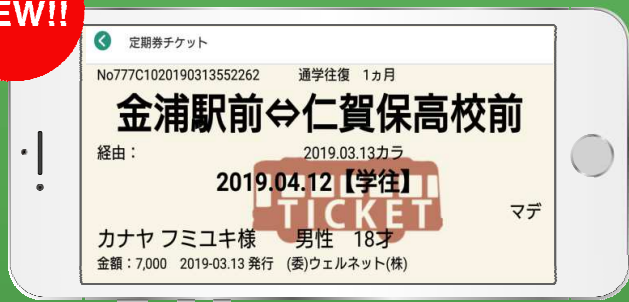 EW!!
定期券チケット
No777C1020190313552262 通学往復 1ヵ月
金浦駅前⇔仁賀保高校前
経由： 2019.03.13カラ
2019.04.12【学往】
TICKET
マデ
カナヤ フミユキ様 男性 18才
金額：7,000 2019-03.13 発行 (委)ウェルネット(株)